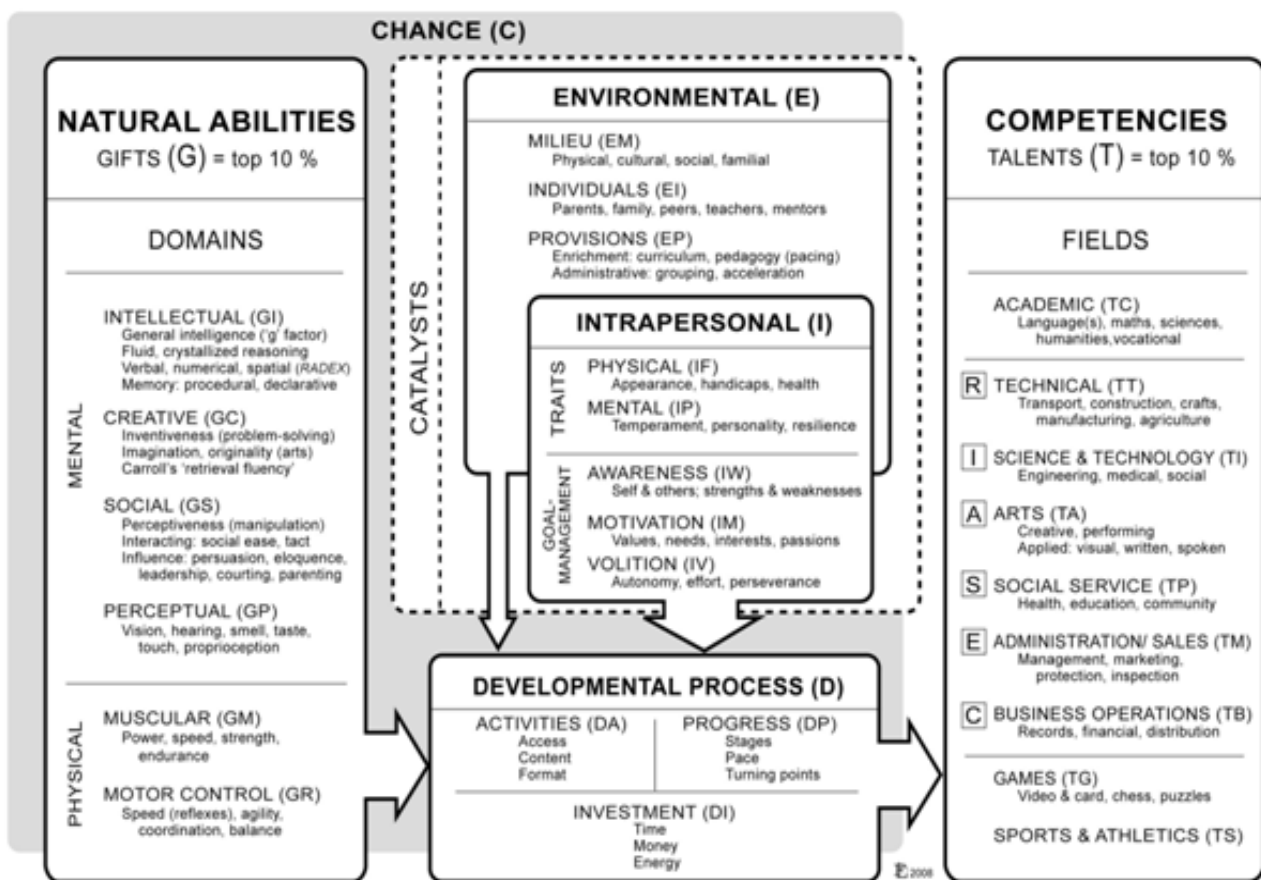 CHANCE (C)
NATURAL ABILITIES
GIFTS (G) = top 10 %
DOMAINS
MENTAL
INTELLECTUAL (GI)
General intelligence ('g' factor)
Fluid, crystallized reasoning
Verbal, numerical, spatial (RADEX)
Memory: procedural, declarative
CREATIVE (GC)
Inventiveness (problem-solving)
Imagination, originality (arts)
Carroll's 'retrieval fluency'
SOCIAL (GS)
Perceptiveness (manipulation)
Interacting: social ease, tact
Influence: persuasion, eloquence,
leadership, courting, parenting
PERCEPTUAL (GP)
Vision, hearing, smell, taste,
touch, proprioception
PHYSICAL
MUSCULAR (GM)
Power, speed, strength,
endurance
MOTOR CONTROL (GR)
Speed (reflexes), agility,
coordination, balance
CATALYSTS
ENVIRONMENTAL (E)
MILIEU (EM)
Physical, cultural, social, familial
INDIVIDUALS (EI)
Parents, family, peers, teachers, mentors
PROVISIONS (EP)
Enrichment: curriculum, pedagogy (pacing)
Administrative: grouping, acceleration
INTRAPERSONAL (I)
TRAITS
PHYSICAL (IF)
Appearance, handicaps, health
MENTAL (IP)
Temperament, personality, resilience
GOAL-
MANAGEMENT
AWARENESS (IW)
Self & others; strengths & weaknesses
MOTIVATION (IM)
Values, needs, interests, passions
VOLITION (IV)
Autonomy, effort, perseverance
DEVELOPMENTAL PROCESS (D)
ACTIVITIES (DA)
Access
Content
Format
PROGRESS (DP)
Stages
Pace
Turning points
INVESTMENT (DI)
Time
Money
Energy
2008
COMPETENCIES
TALENTS (T) = top 10 %
FIELDS
ACADEMIC (TC)
Language(s), maths, sciences,
humanities,vocational
R TECHNICAL (TT)
Transport, construction, crafts,
manufacturing, agriculture
I SCIENCE & TECHNOLOGY (TI)
Engineering, medical, social
A ARTS (TA)
Creative, performing
Applied: visual, written, spoken
S SOCIAL SERVICE (TP)
Health, education, community
E ADMINISTRATION/ SALES (TM)
Management, marketing,
protection, inspection
C BUSINESS OPERATIONS (TB)
Records, financial, distribution
GAMES (TG)
Video & card, chess, puzzles
SPORTS & ATHLETICS (TS)